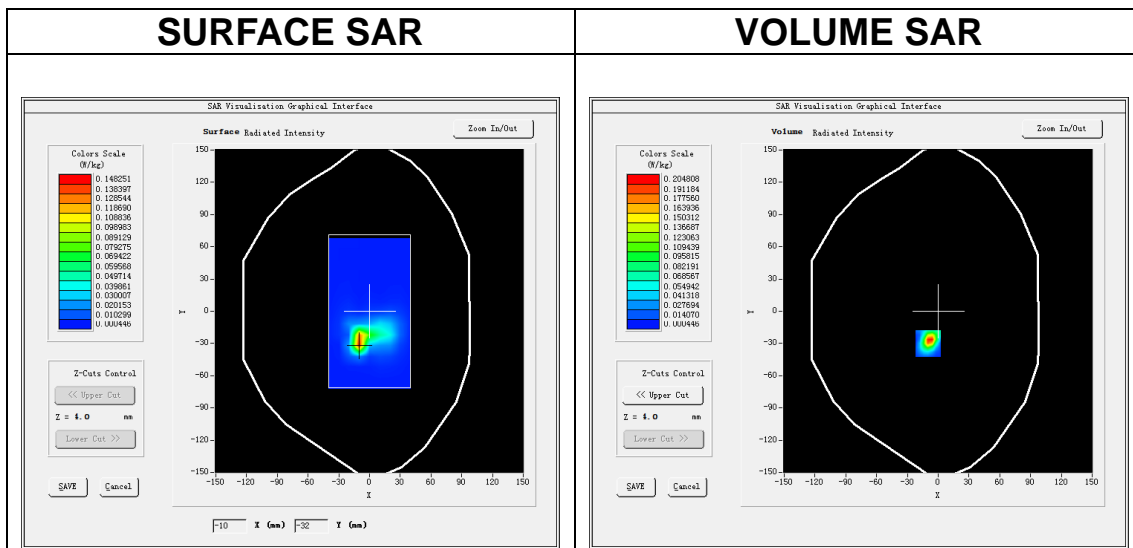 SURFACE SAR
VOLUME SAR
SAR Visualisation Graphical Interface
Surface Radiated Intensity
Zoom In/Out
Colors Scale
(W/kg)
0.148251
0.138397
0.128544
0.118690
0.108836
0.098983
0.089129
0.079275
0.069422
0.059568
0.049714
0.039861
0.030007
0.020153
0.010299
0.000446
Z-Cuts Control
<< Upper Cut
Z = 4.0 mm
Lower Cut >>
SAVE Cancel
150
120
90
60
30
0
-30
-60
-90
-120
-150
Y
-150 -120 -90 -60 -30 0 30 60 90 120 150
X
-10 X (mm) -32 Y (mm)
SAR Visualisation Graphical Interface
Volume Radiated Intensity
Zoom In/Out
Colors Scale
(W/kg)
0.204808
0.191184
0.177560
0.163936
0.150312
0.136687
0.123063
0.109439
0.095815
0.082191
0.068567
0.054942
0.041318
0.027694
0.014070
0.000446
Z-Cuts Control
<< Upper Cut
Z = 4.0 mm
Lower Cut >>
SAVE Cancel
150
120
90
60
30
0
-30
-60
-90
-120
-150
Y
-150 -120 -90 -60 -30 0 30 60 90 120 150
X